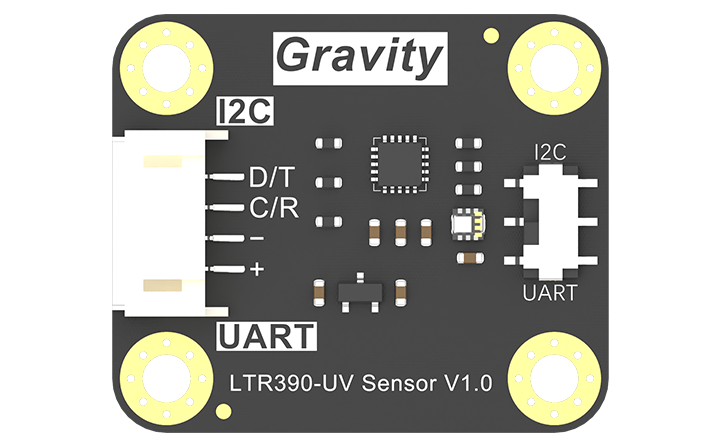 Gravity
I2C
D/T
C/R
−
+
UART
I2C
UART
LTR390-UV Sensor V1.0